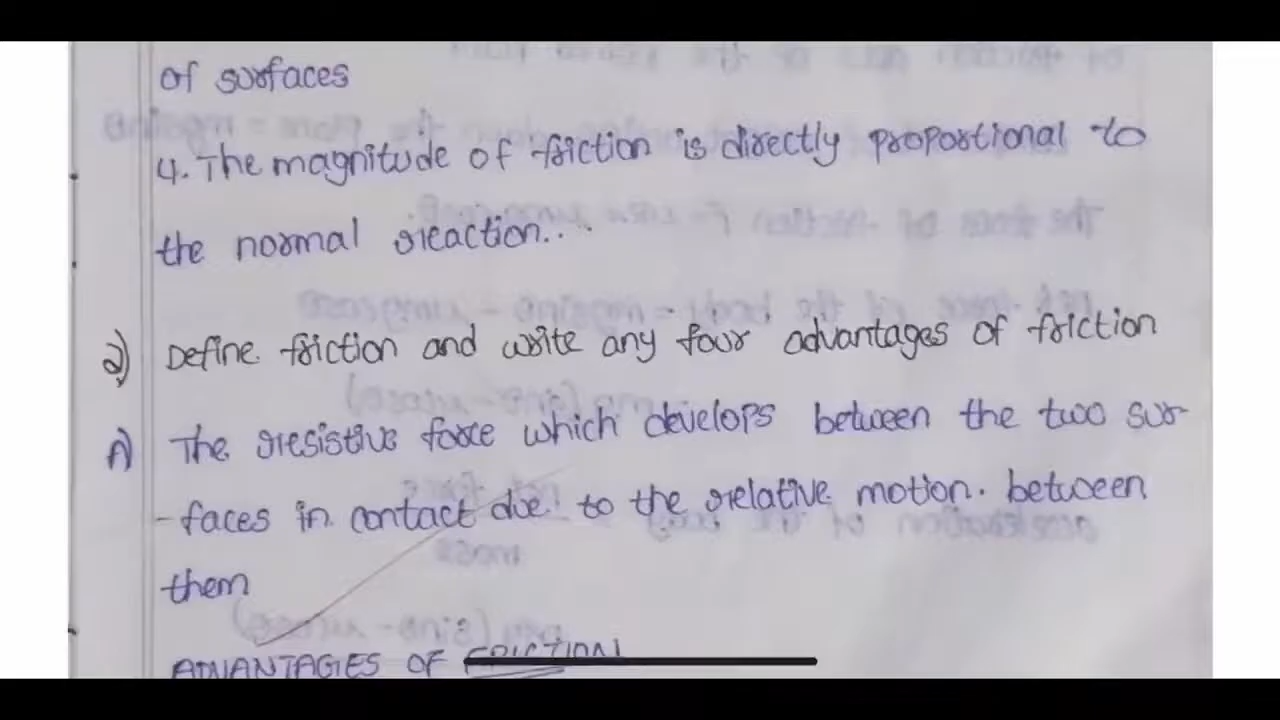 of surfaces
4. The magnitude of friction is directly proportional to
the normal reaction...
2) Define friction and write any four advantages of friction
A) The resistive force which develops between the two sur-
-faces in contact due to the relative motion. between
them
ADVANTAGES OF FRICTION